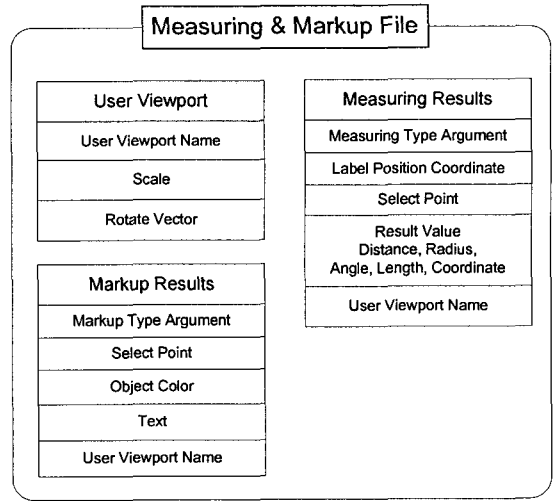 Measuring & Markup File
User Viewport
User Viewport Name
Scale
Rotate Vector
Markup Results
Markup Type Argument
Select Point
Object Color
Text
User Viewport Name
Measuring Results
Measuring Type Argument
Label Position Coordinate
Select Point
Result Value
Distance, Radius,
Angle, Length, Coordinate
User Viewport Name